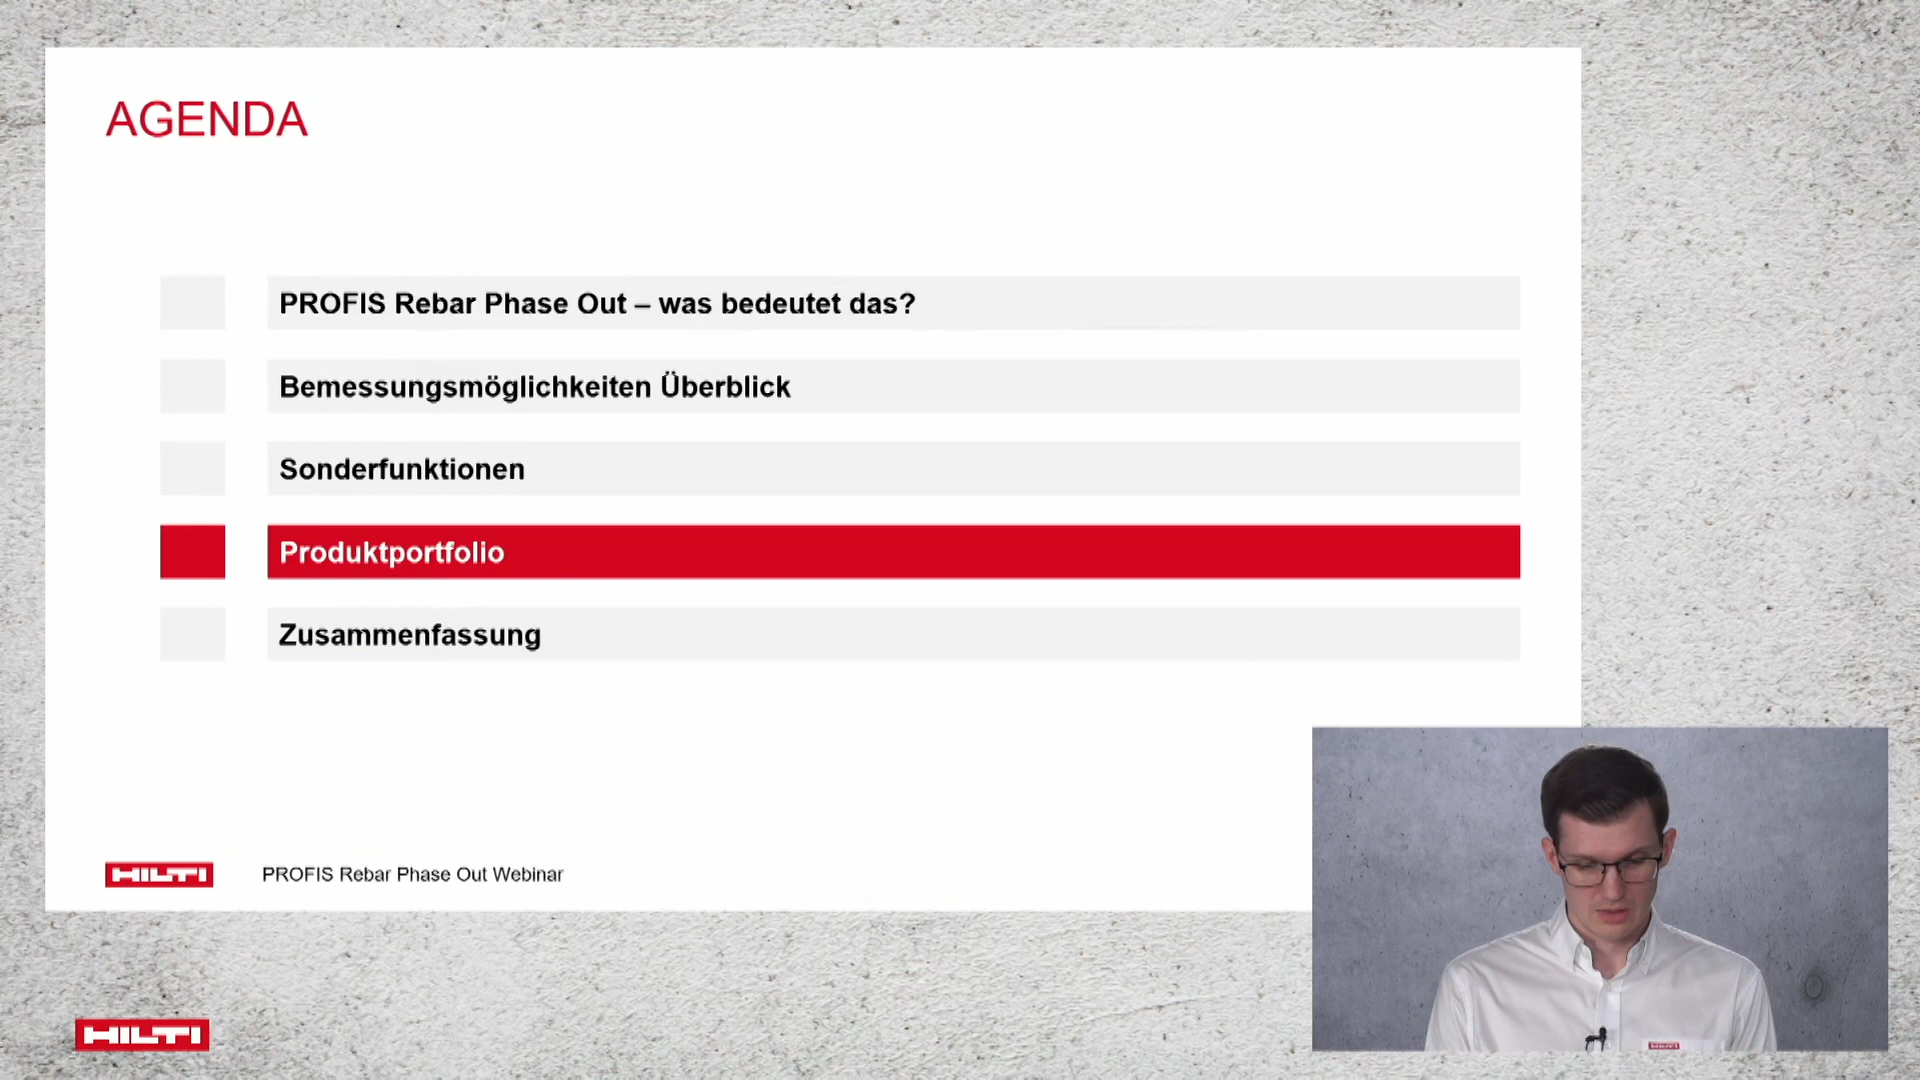 AGENDA
PROFIS Rebar Phase Out – was bedeutet das?
Bemessungsmöglichkeiten Überblick
Sonderfunktionen
Produktportfolio
Zusammenfassung
HILTI
PROFIS Rebar Phase Out Webinar
HILTI
HILTI